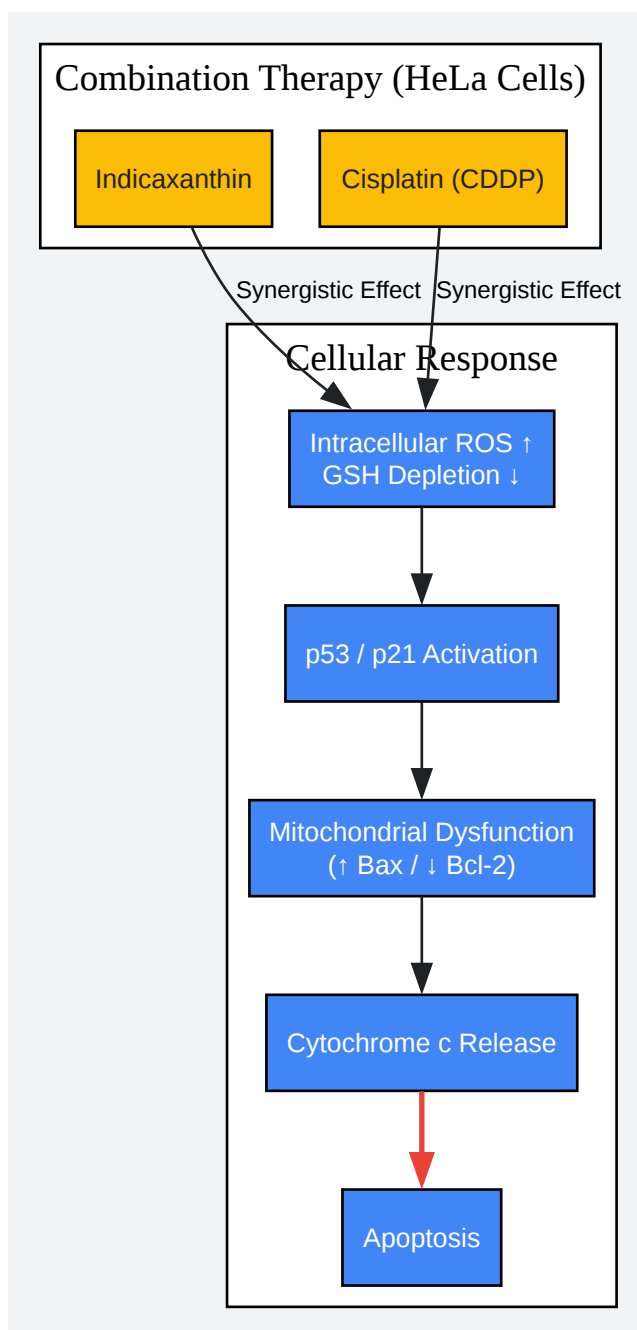 Combination Therapy (HeLa Cells)
Indicaxanthin
Cisplatin (CDDP)
Synergistic Effect
Synergistic Effect
Cellular Response
Intracellular ROS ↑
GSH Depletion ↓
p53 / p21 Activation
Mitochondrial Dysfunction
(↑ Bax / ↓ Bcl-2)
Cytochrome c Release
Apoptosis